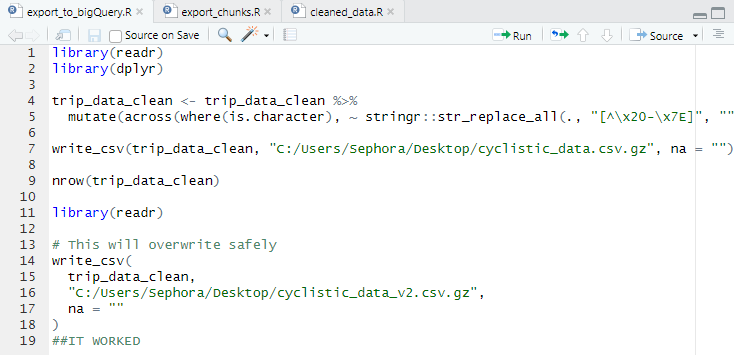 export_to_bigQuery.R export_chunks.R cleaned_data.R
Source on Save Run Source
1 library(readr)
2 library(dplyr)
3
4 trip_data_clean <- trip_data_clean %>%
5 mutate(across(where(is.character), ~ stringr::str_replace_all(., "[^\x20-\x7E]", ""
6
7 write_csv(trip_data_clean, "C:/Users/Sephora/Desktop/cyclistic_data.csv.gz", na = "")
8
9 nrow(trip_data_clean)
10
11 library(readr)
12
13 # This will overwrite safely
14 write_csv(
15 trip_data_clean,
16 "C:/Users/Sephora/Desktop/cyclistic_data_v2.csv.gz",
17 na = ""
18 )
19 ##IT WORKED